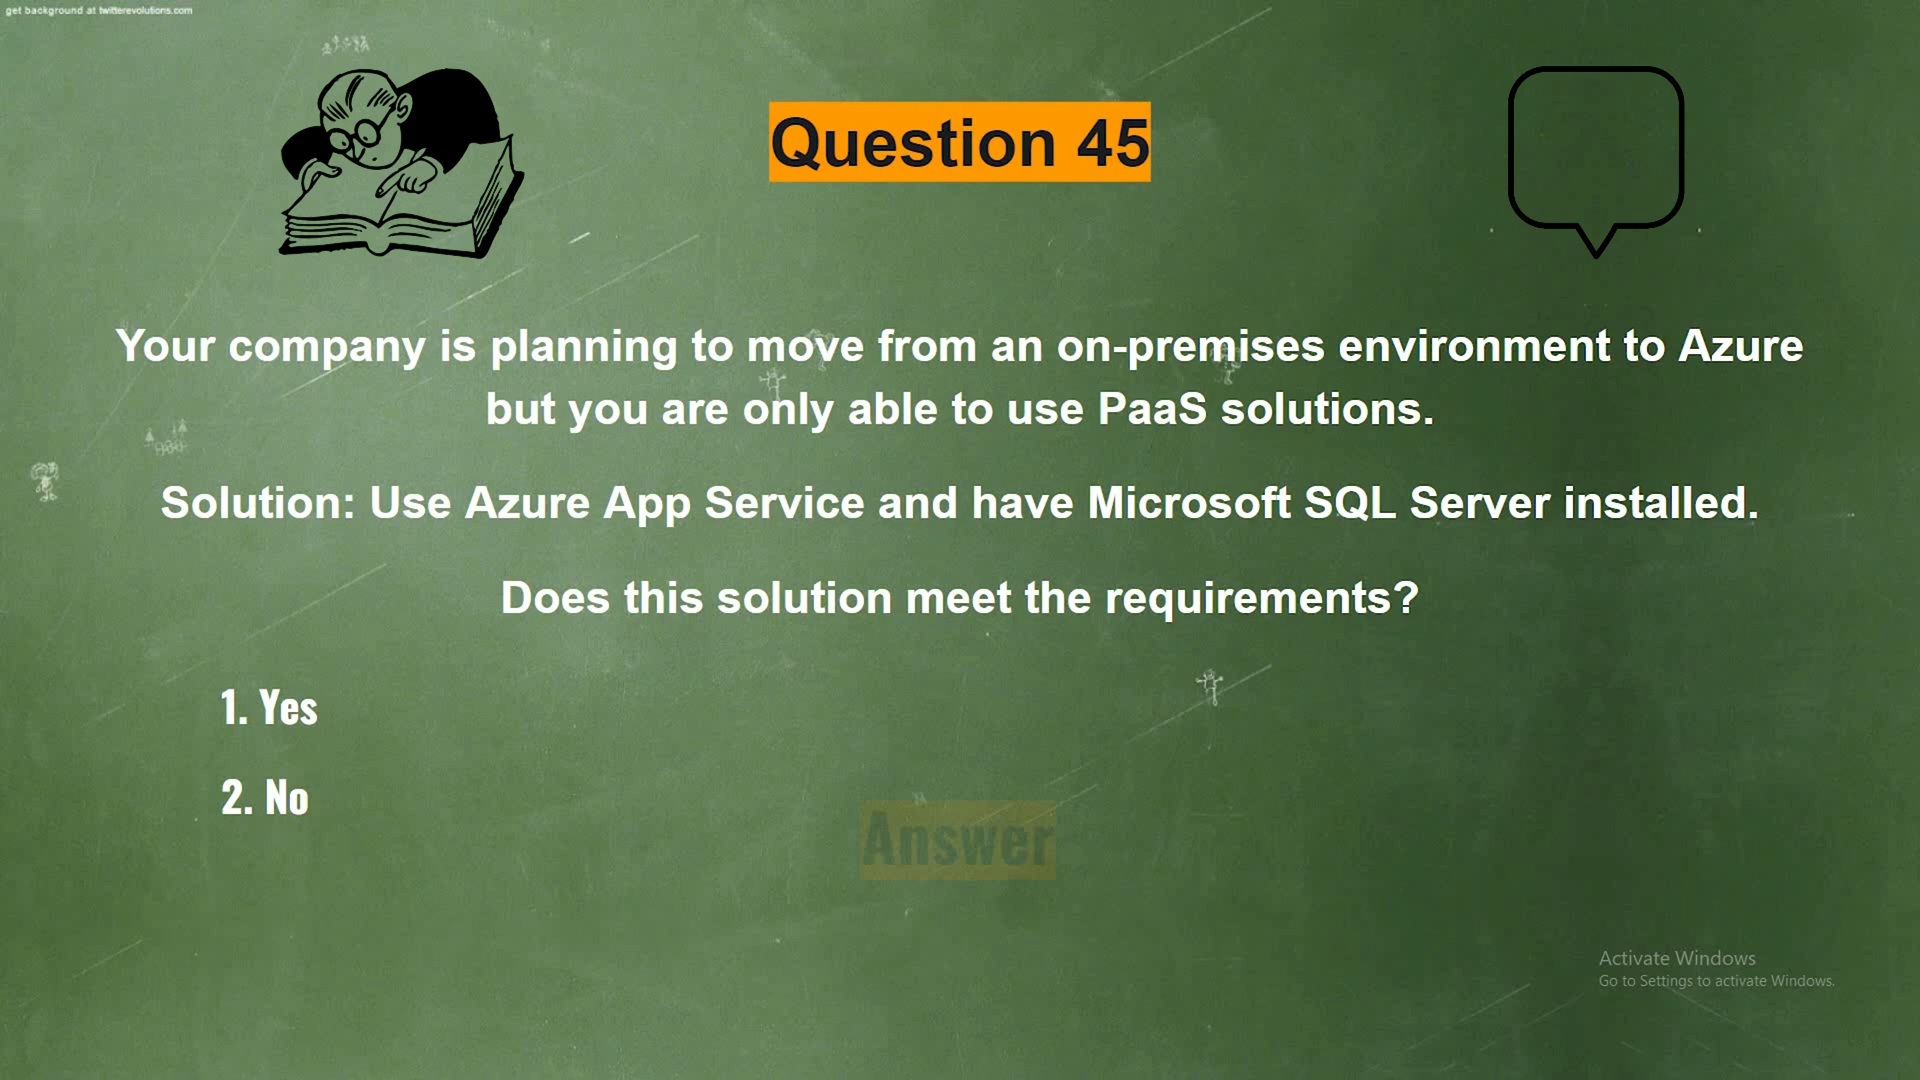 get background at twitterevolutions.com
Question 45
Your company is planning to move from an on-premises environment to Azure
but you are only able to use PaaS solutions.
Solution: Use Azure App Service and have Microsoft SQL Server installed.
Does this solution meet the requirements?
1. Yes
2. No
Answer
Activate Windows
Go to Settings to activate Windows.